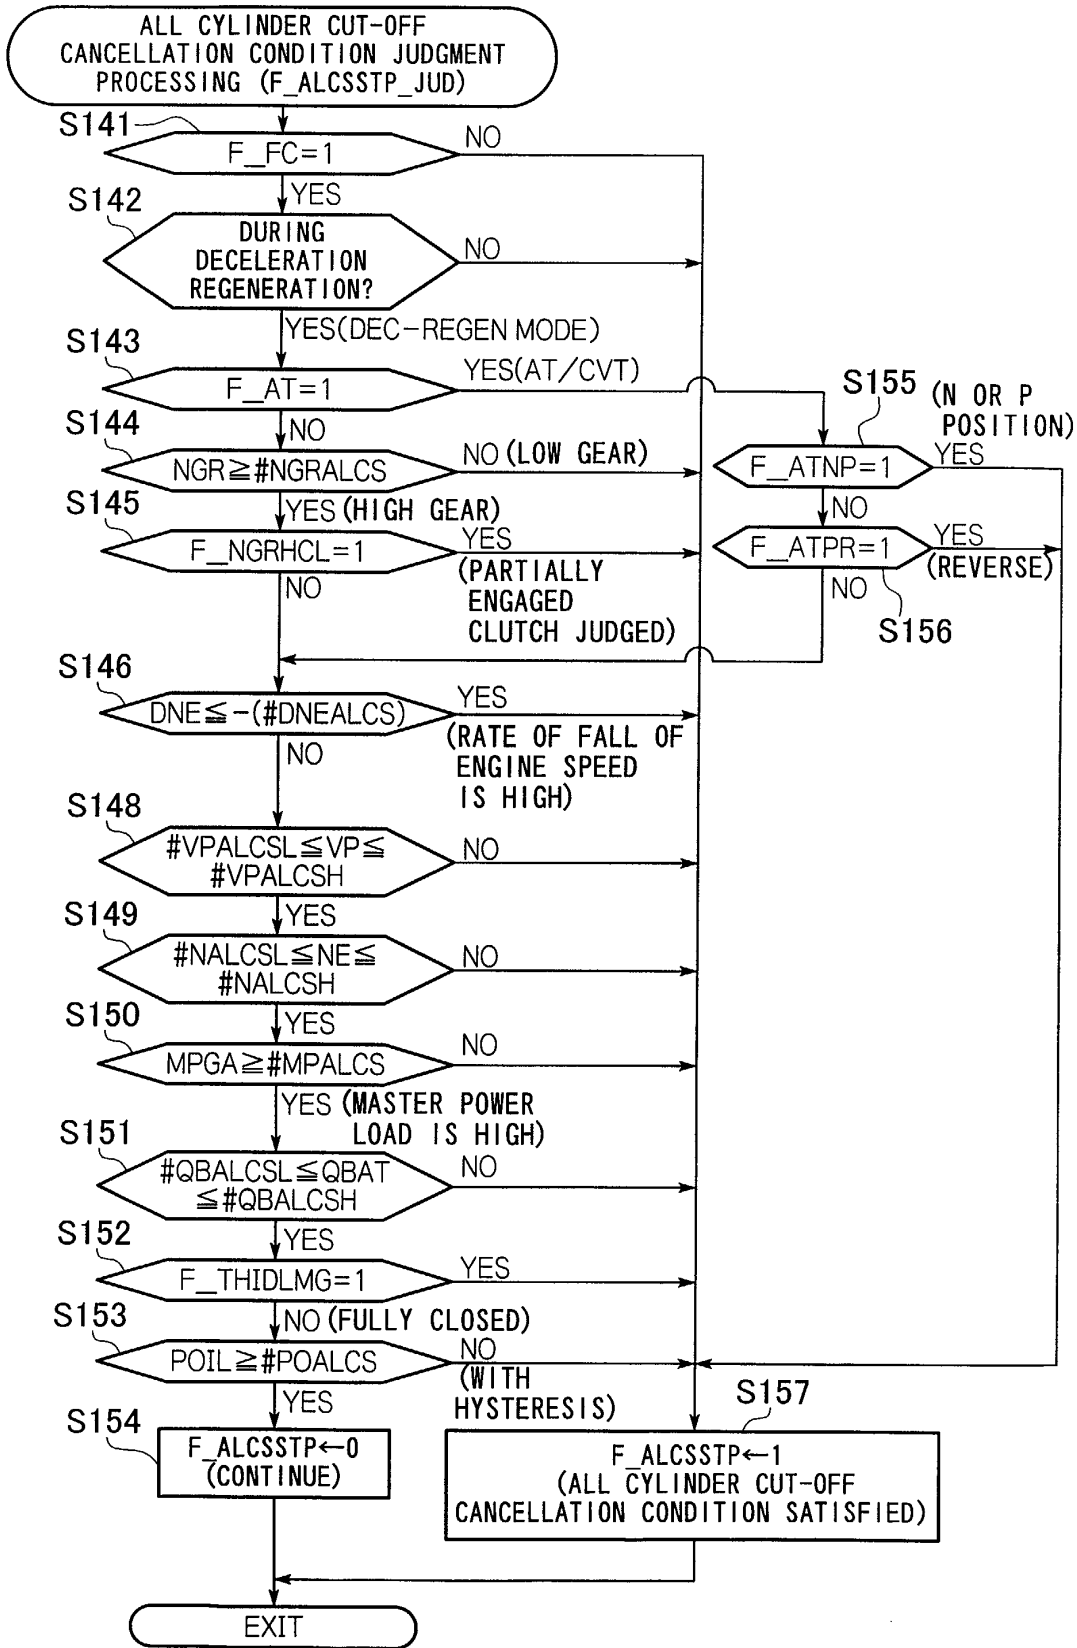 ALL CYLINDER CUT-OFF
CANCELLATION CONDITION JUDGMENT
PROCESSING (F_ALCSSTP_JUD)
S141
F_FC=1
NO
YES
S142
DURING
DECELERATION
REGENERATION?
NO
YES(DEC-REGEN MODE)
S143
F_AT=1
YES(AT/CVT)
NO
S155
(N OR P
POSITION)
F_ATNP=1
YES
NO
S144
NGR≧#NGRALCS
NO (LOW GEAR)
YES (HIGH GEAR)
S145
F_NGRHCL=1
YES
(PARTIALLY
ENGAGED
CLUTCH JUDGED)
NO
F_ATPR=1
YES
(REVERSE)
NO
S156
S146
DNE≦-(#DNEALCS)
YES
(RATE OF FALL OF
ENGINE SPEED
IS HIGH)
NO
S148
#VPALCSL≦VP≦
#VPALCSH
NO
YES
S149
#NALCSL≦NE≦
#NALCSH
NO
YES
S150
MPGA≧#MPALCS
NO
YES (MASTER POWER
LOAD IS HIGH)
S151
#QBALCSL≦QBAT
≦#QBALCSH
NO
YES
S152
F_THIDLMG=1
YES
NO (FULLY CLOSED)
S153
POIL≧#POALCS
NO
(WITH
HYSTERESIS)
YES
S154
F_ALCSSTP←0
(CONTINUE)
S157
F_ALCSSTP←1
(ALL CYLINDER CUT-OFF
CANCELLATION CONDITION SATISFIED)
EXIT